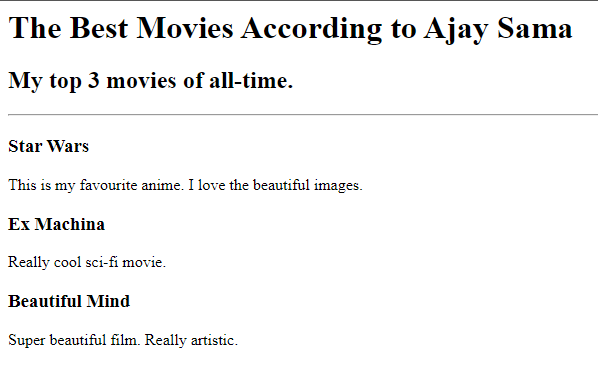 The Best Movies According to Ajay Sama
My top 3 movies of all-time.
Star Wars
This is my favourite anime. I love the beautiful images.
Ex Machina
Really cool sci-fi movie.
Beautiful Mind
Super beautiful film. Really artistic.